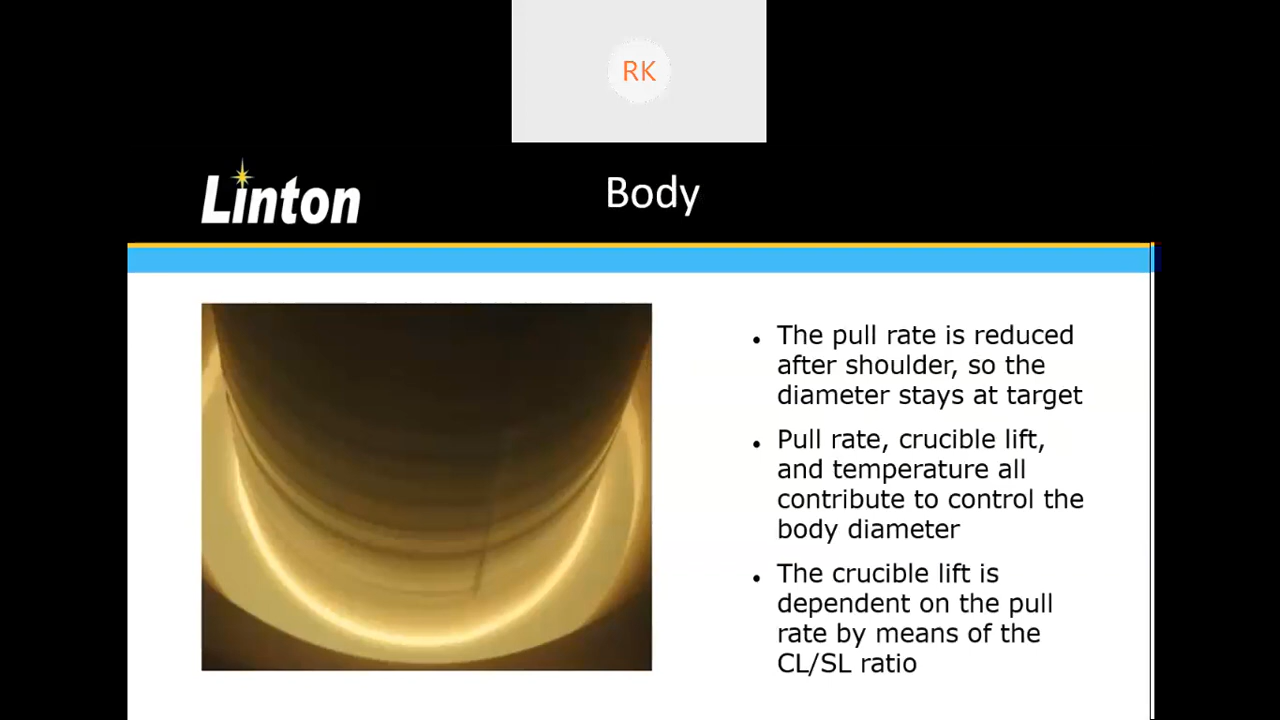 RK
Linton
Body
• The pull rate is reduced
after shoulder, so the
diameter stays at target
• Pull rate, crucible lift,
and temperature all
contribute to control the
body diameter
• The crucible lift is
dependent on the pull
rate by means of the
CL/SL ratio